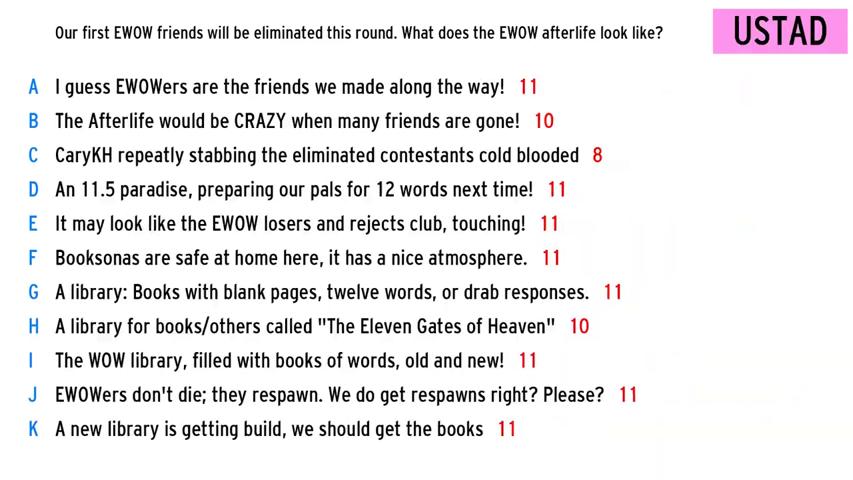 Our first EWOW friends will be eliminated this round. What does the EWOW afterlife look like?
USTAD
A I guess EWOWers are the friends we made along the way! 11
B The Afterlife would be CRAZY when many friends are gone! 10
C CaryKH repeatedly stabbing the eliminated contestants cold blooded 8
D An 11.5 paradise, preparing our pals for 12 words next time! 11
E It may look like the EWOW losers and rejects club, touching! 11
F Booksonas are safe at home here, it has a nice atmosphere. 11
G A library: Books with blank pages, twelve words, or drab responses. 11
H A library for books/others called "The Eleven Gates of Heaven" 10
I The WOW library, filled with books of words, old and new! 11
J EWOWers don't die; they respawn. We do get respawns right? Please? 11
K A new library is getting build, we should get the books 11